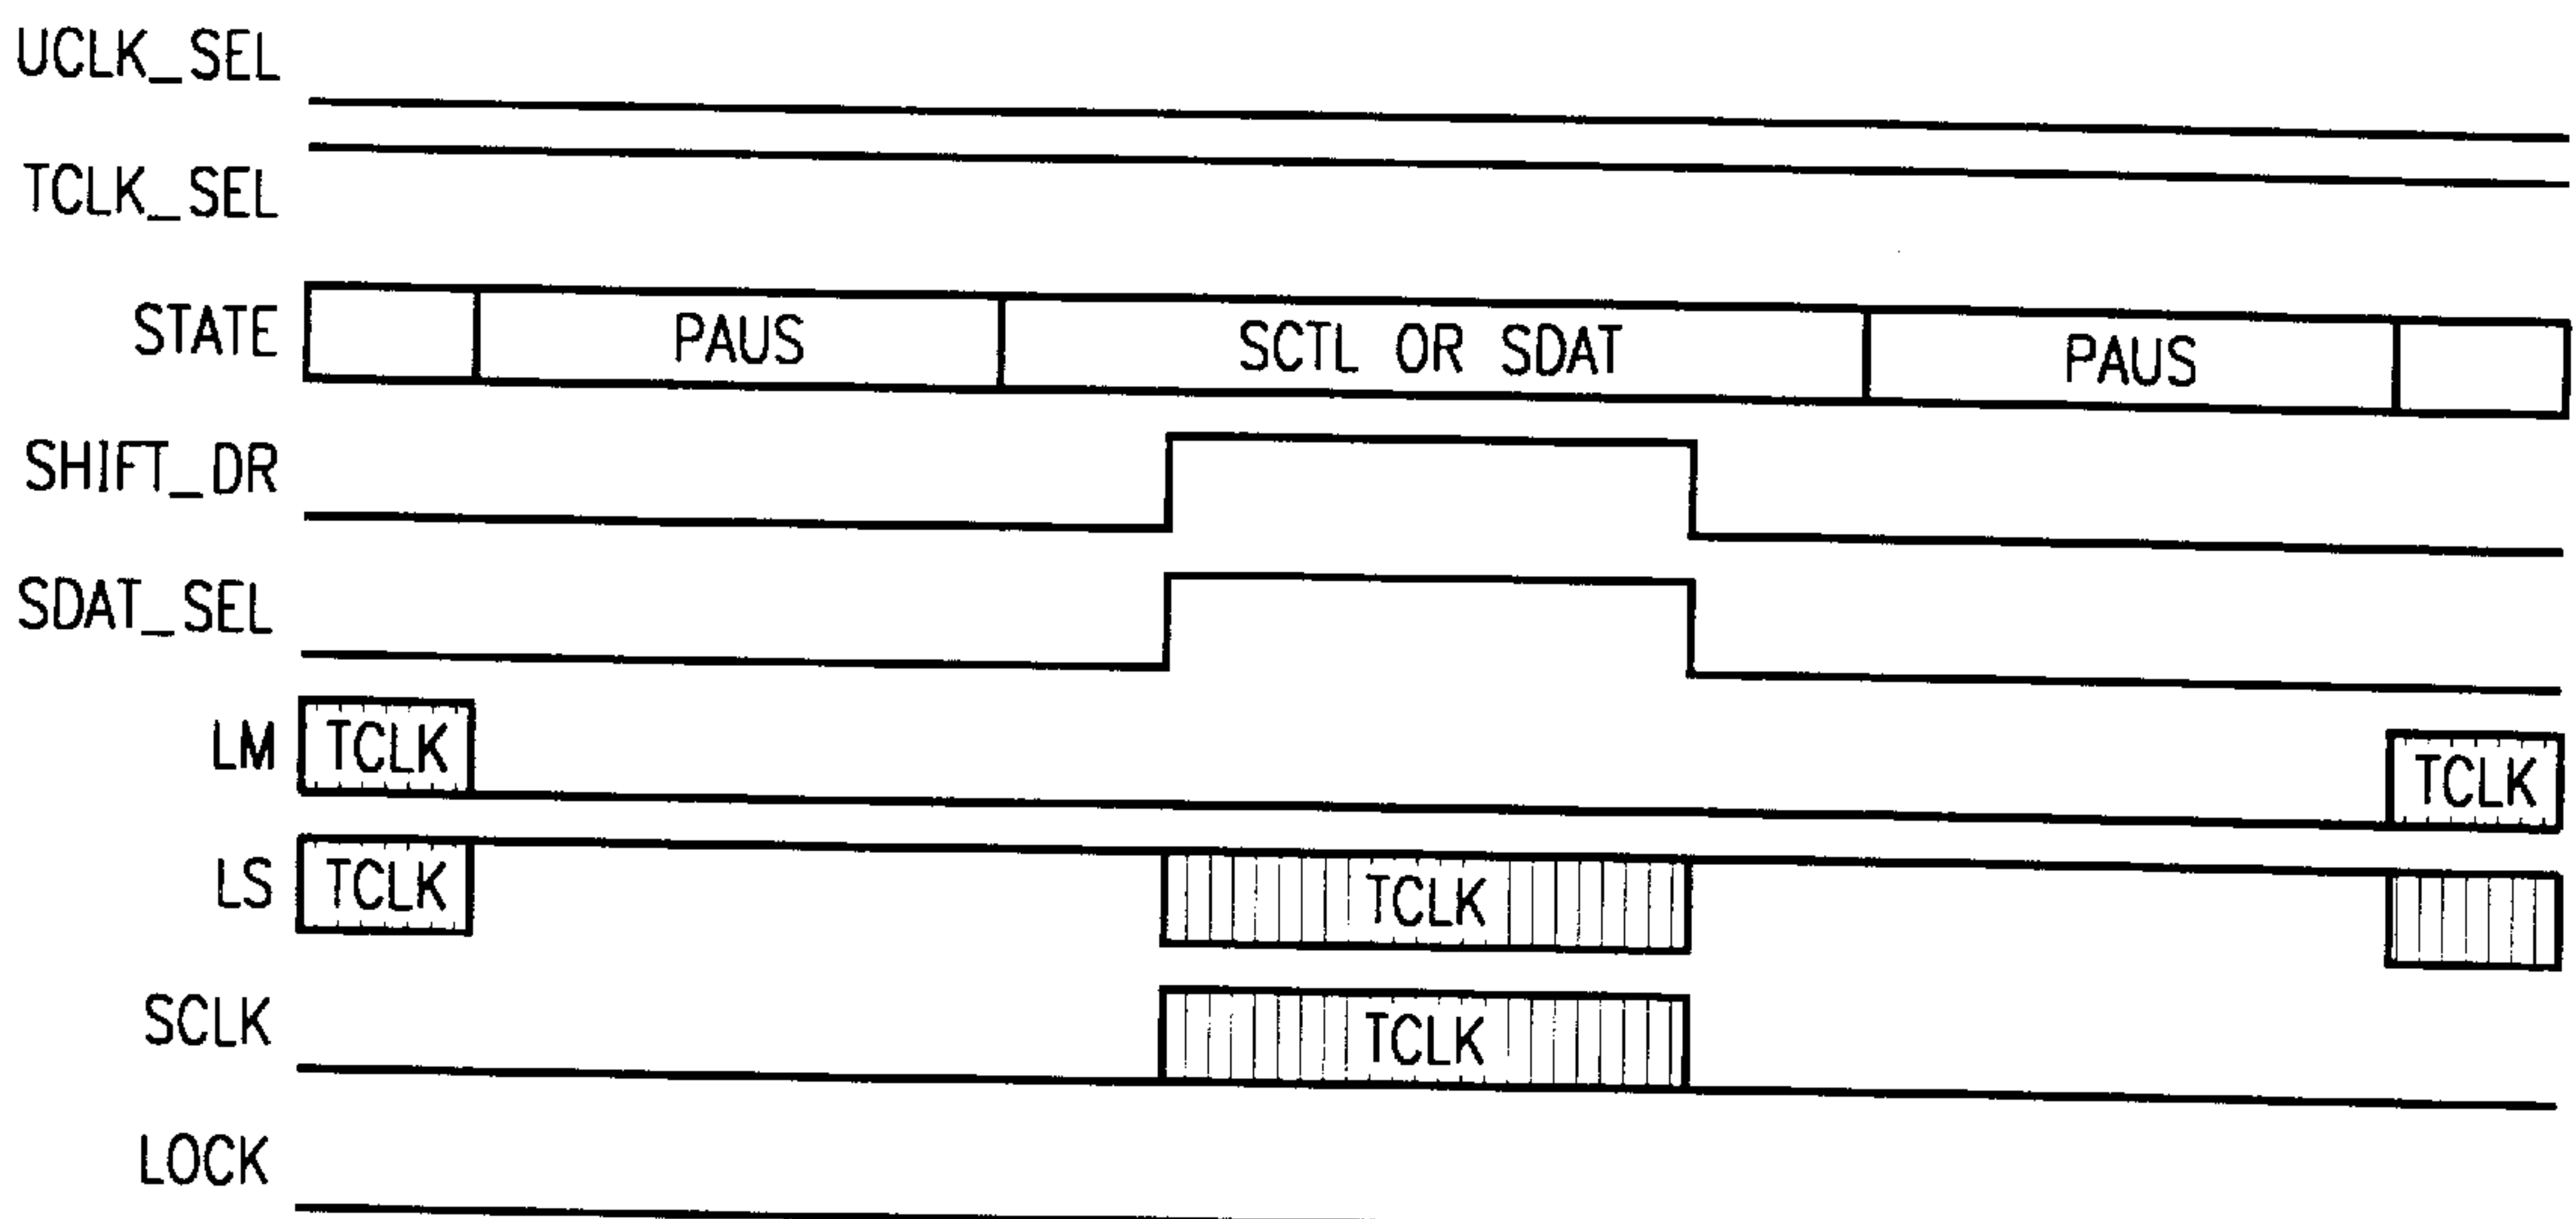 UCLK_SEL
TCLK_SEL
STATE PAUS SCTL OR SDAT PAUS
SHIFT_DR
SDAT_SEL
LM TCLK TCLK
LS TCLK TCLK
SCLK TCLK
LOCK